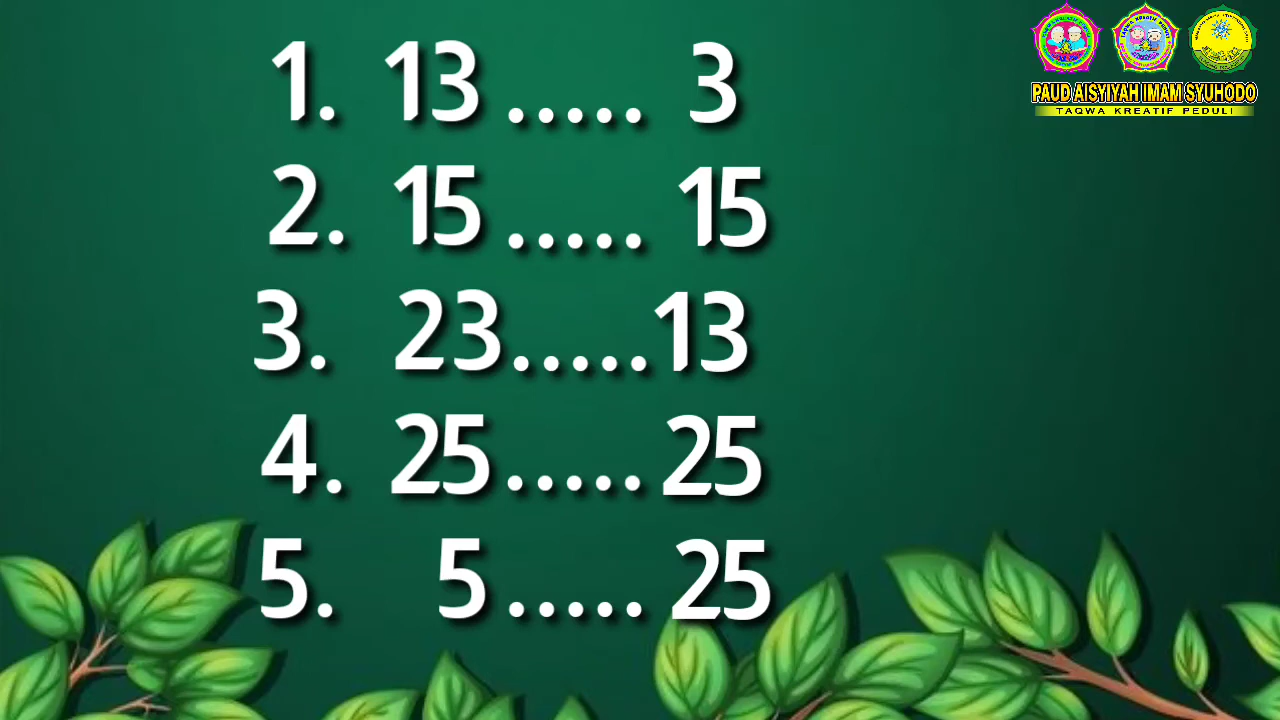 1. 13 ..... 3
2. 15 ..... 15
3. 23.....13
4. 25 ..... 25
5. 5 ..... 25
PAUD AISYIYAH IMAM SYUHODO
TAQWA KREATIF PEDULI